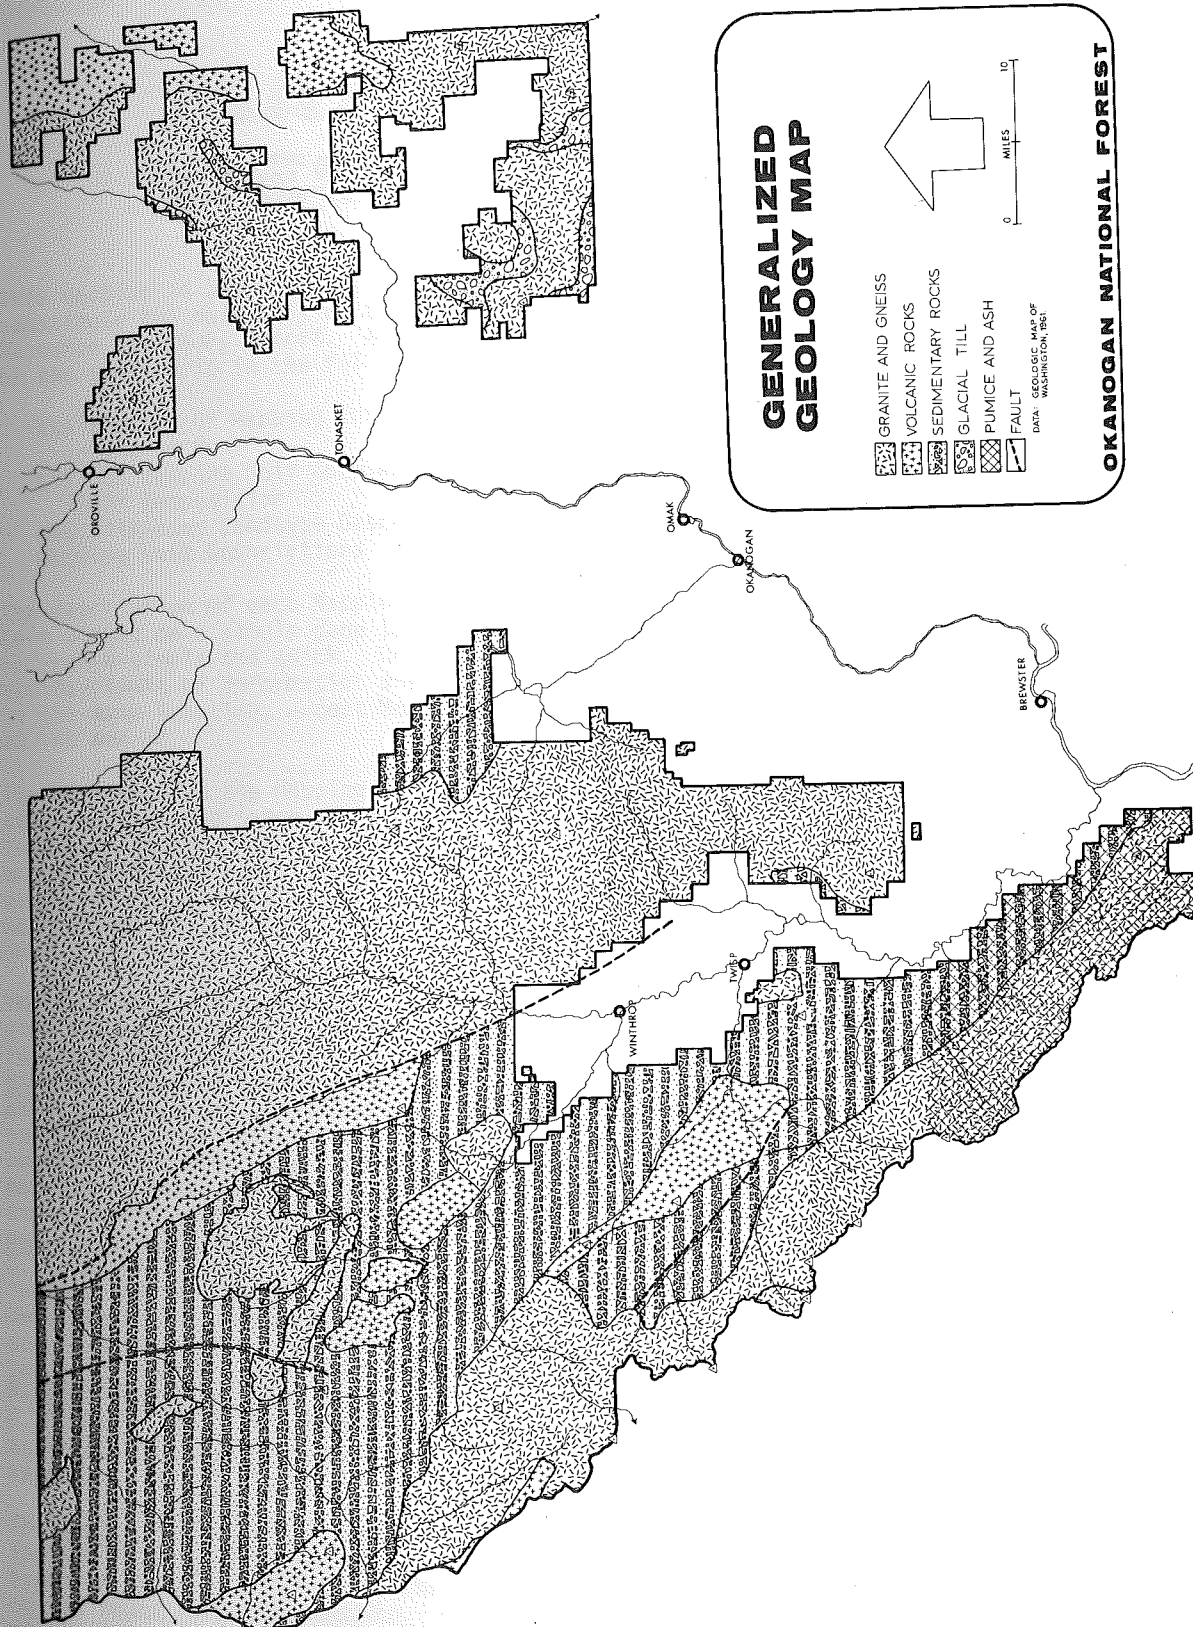 GENERALIZED
GEOLOGY MAP
GRANITE AND GNEISS
VOLCANIC ROCKS
SEDIMENTARY ROCKS
GLACIAL TILL
PUMICE AND ASH
FAULT
DATA: GEOLOGIC MAP OF
WASHINGTON, 1961.
0 MILES 10
OKANOGAN NATIONAL FOREST
OROVILLE
TONASKET
OMAK
OKANOGAN
BREWSTER
WINTHROP
TWISP